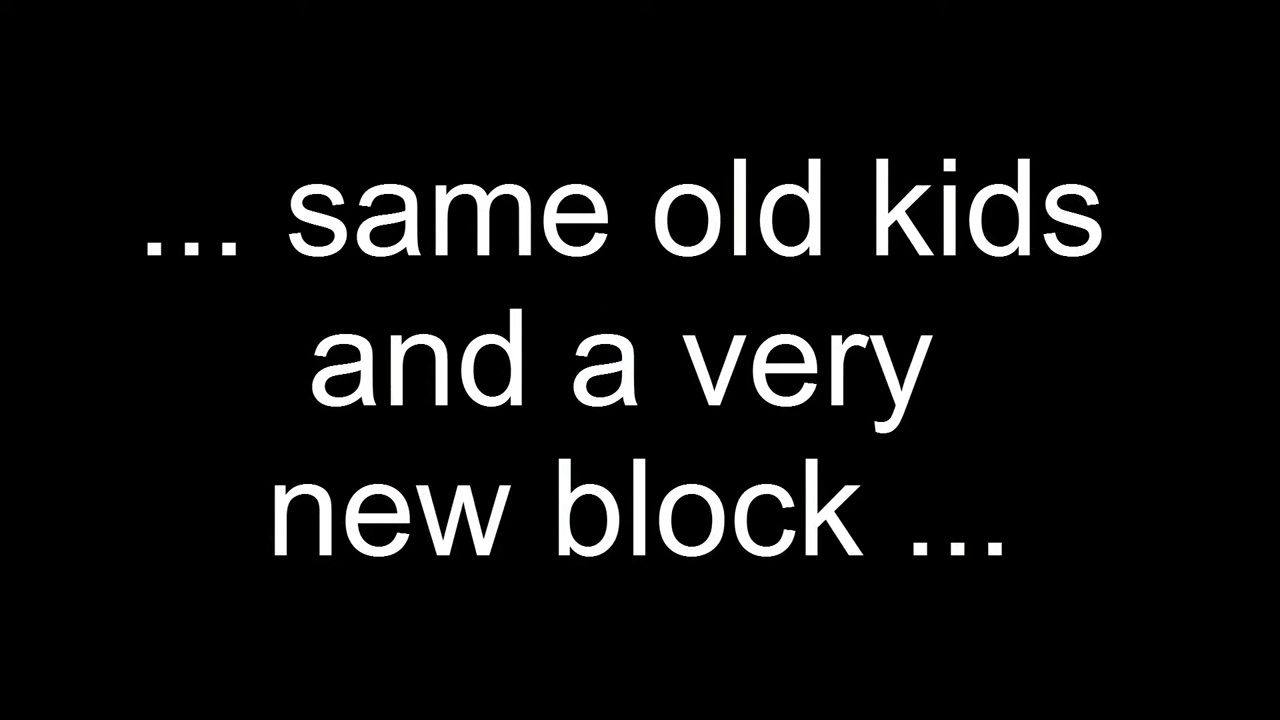 ... same old kids
and a very
new block ...